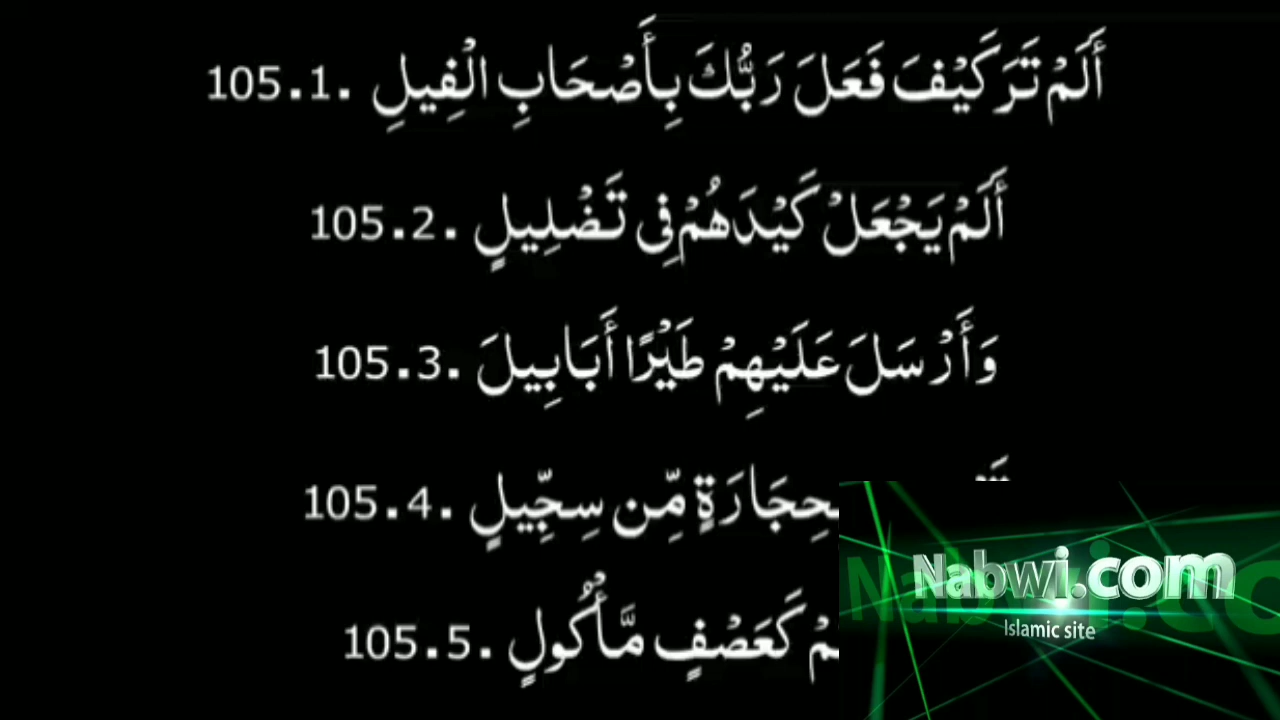 أَلَمْ تَرَ كَيْفَ فَعَلَ رَبُّكَ بِأَصْحَابِ الْفِيلِ .105.1
أَلَمْ يَجْعَلْ كَيْدَهُمْ فِى تَضْلِيلٍ .105.2
وَأَرْسَلَ عَلَيْهِمْ طَيْرًا أَبَابِيلَ .105.3
حِجَارَةٍ مِّن سِجِّيلٍ .105.4
كَعَصْفٍ مَّأْكُولٍ .105.5
Nabwi.com
Islamic site